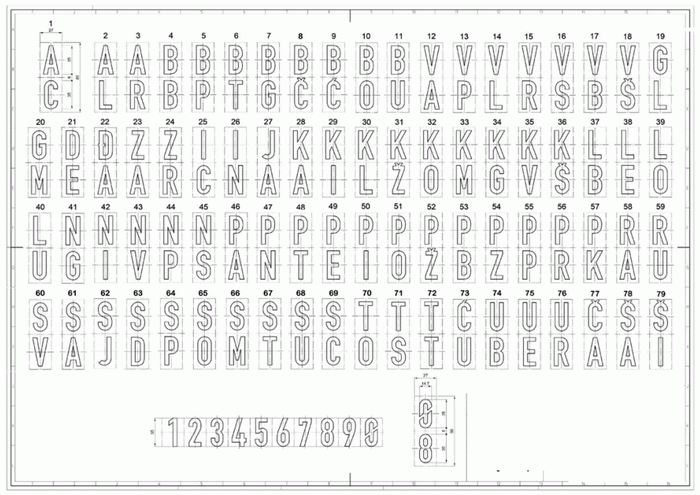 1 2 3 4 5 6 7 8 9 10 11 12 13 14 15 16 17 18 19
A A A B B B B B B B B V V V V V V V G
C L R B P T G Č Č O U A P L R S B Š L
20 21 22 23 24 25 26 27 28 29 30 31 32 33 34 35 36 37 38 39
G D D Z Z I I J K K K K K K K K K L L L
M E A A R C N A A I L Ž O M G V Š B E O
40 41 42 43 44 45 46 47 48 49 50 51 52 53 54 55 56 57 58 59
L N N N N N P P P P P P P P P P P P R R
U G I V P S A N T E I O Ž B Z P R K A U
60 61 62 63 64 65 66 67 68 69 70 71 72 73 74 75 76 77 78 79
S S S S S S S S S S T T T Ć U U U Č Š Š
V A J D P O M T U C O S T U B E R A A I
1234567890 0
0
8